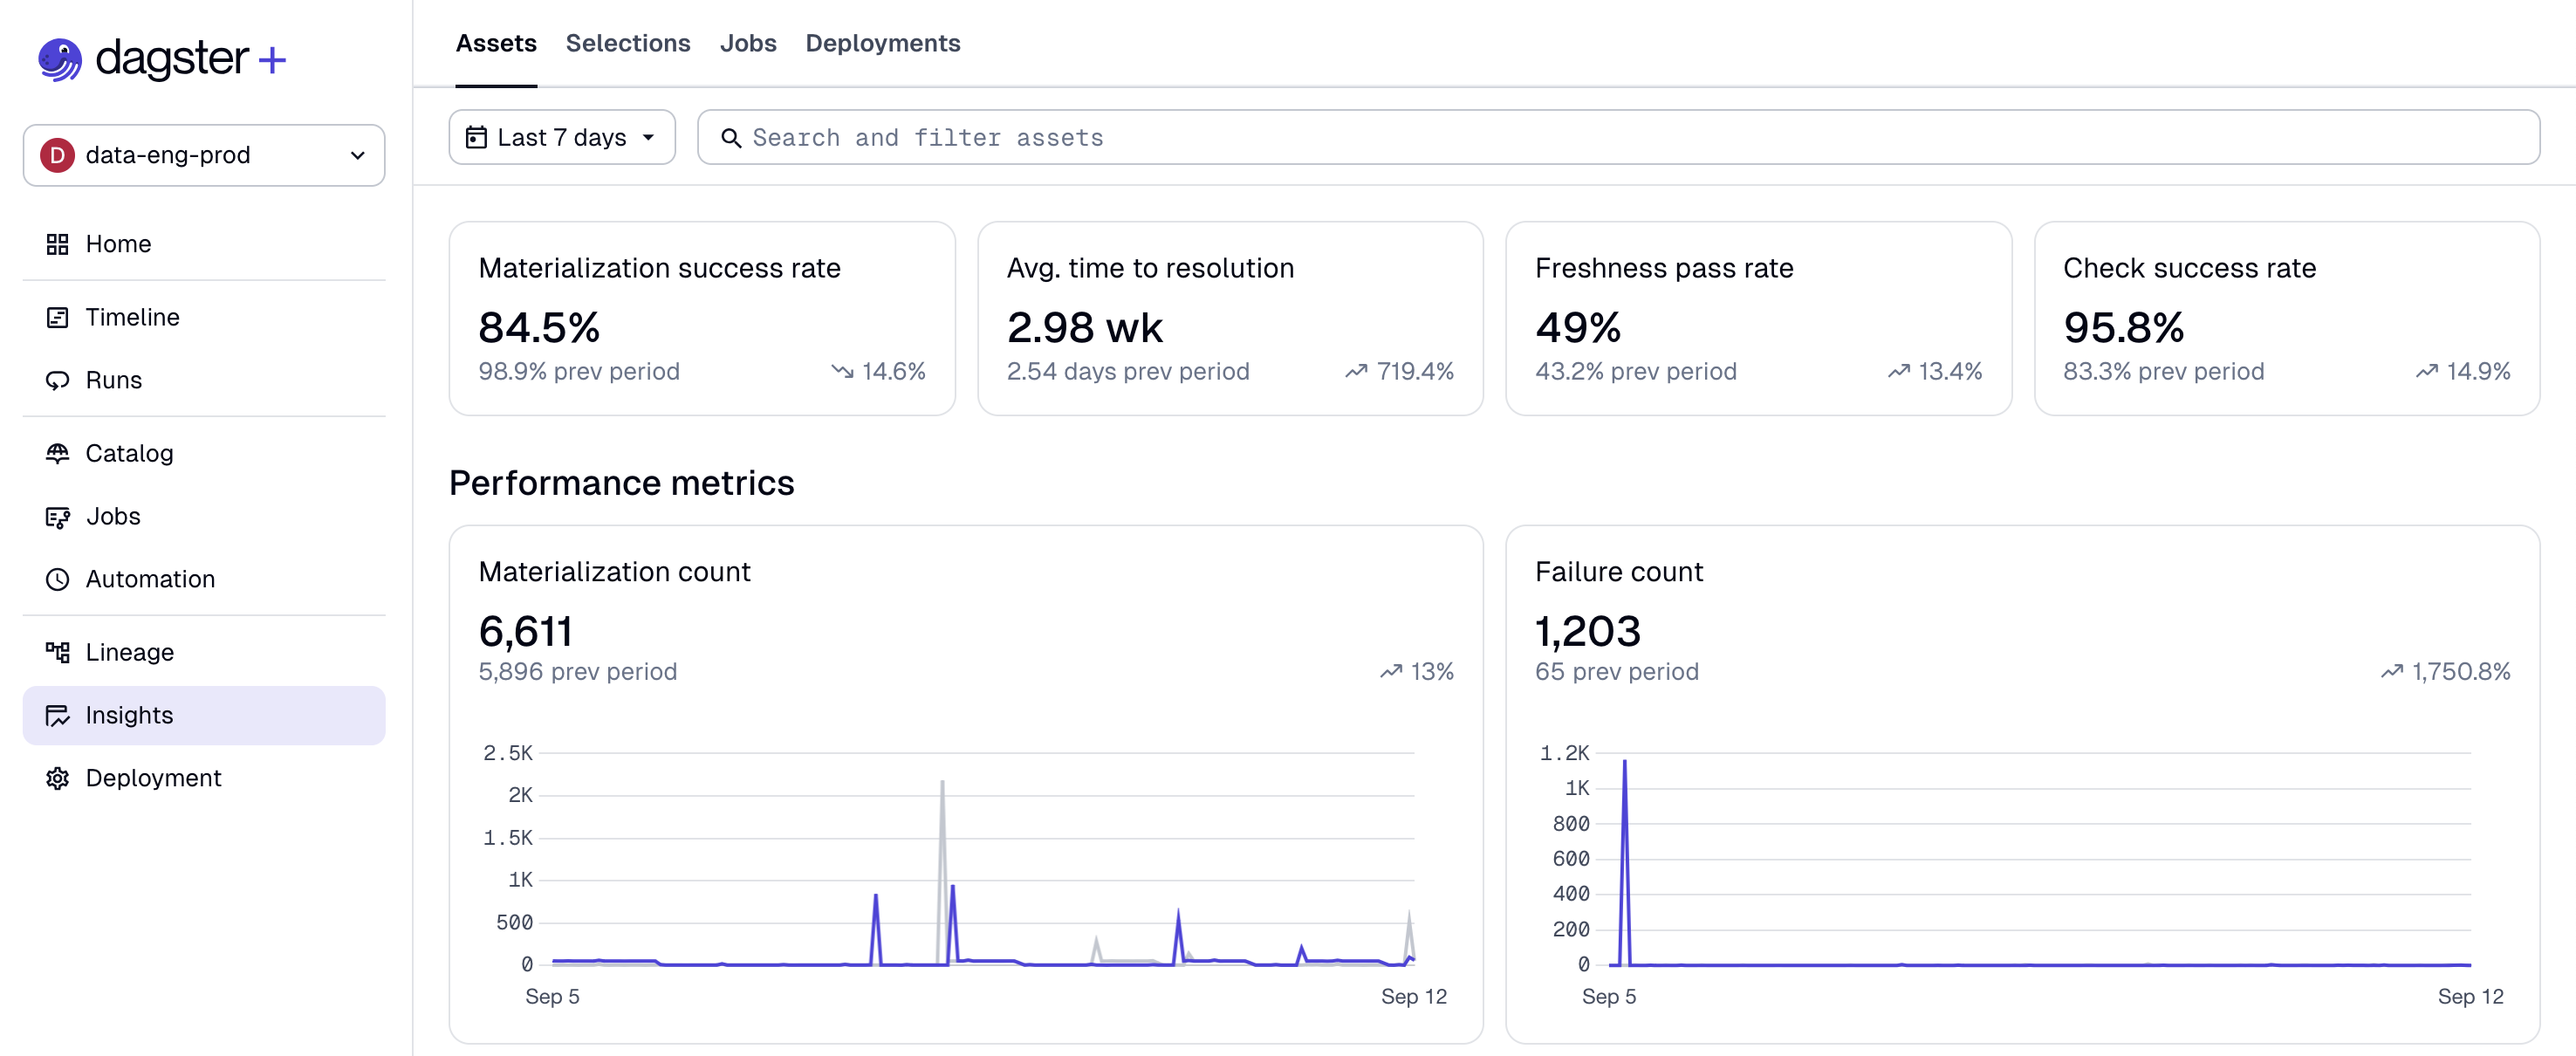 dagster+
D data-eng-prod
Home
Timeline
Runs
Catalog
Jobs
Automation
Lineage
Insights
Deployment
Assets Selections Jobs Deployments
Last 7 days
Search and filter assets
Materialization success rate
84.5%
98.9% prev period 14.6%
Avg. time to resolution
2.98 wk
2.54 days prev period 719.4%
Freshness pass rate
49%
43.2% prev period 13.4%
Check success rate
95.8%
83.3% prev period 14.9%
Performance metrics
Materialization count
6,611
5,896 prev period 13%
2.5K
2K
1.5K
1K
500
0
Sep 5 Sep 12
Failure count
1,203
65 prev period 1,750.8%
1.2K
1K
800
600
400
200
0
Sep 5 Sep 12